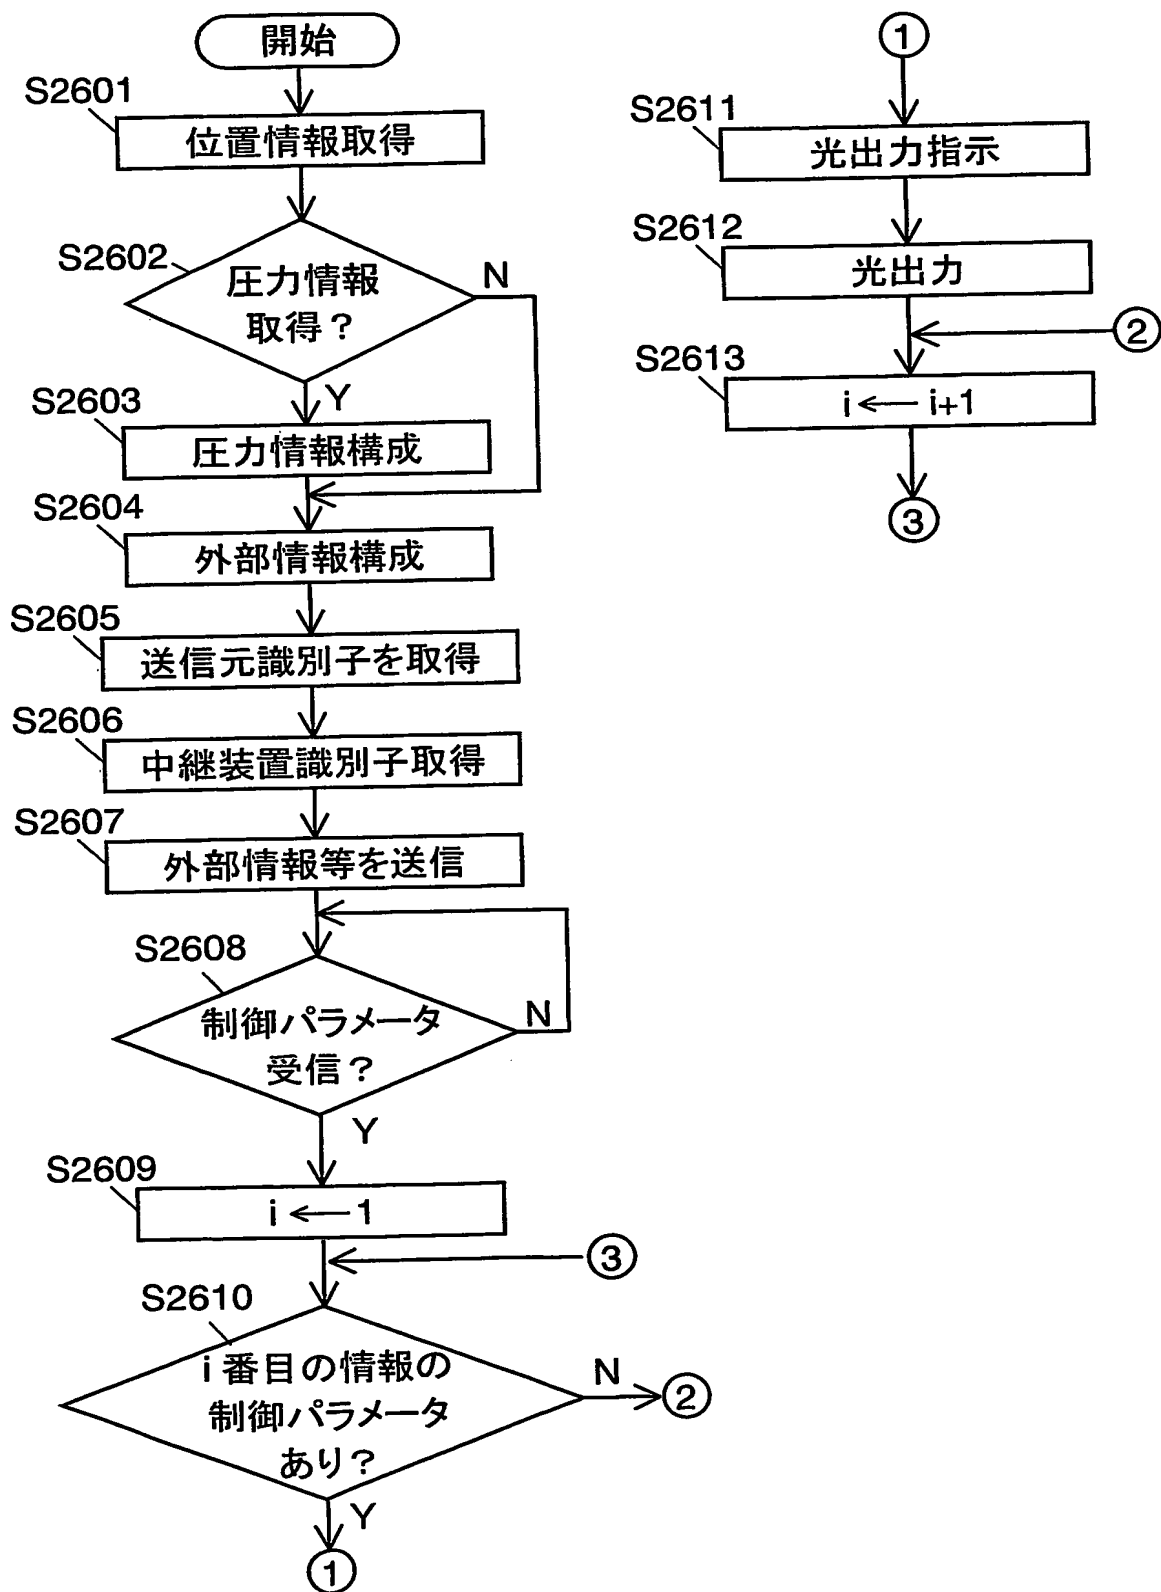 開始
S2601
位置情報取得
S2602
圧力情報
取得？
N
Y
S2603
圧力情報構成
S2604
外部情報構成
S2605
送信元識別子を取得
S2606
中継装置識別子取得
S2607
外部情報等を送信
S2608
制御パラメータ
受信？
N
Y
S2609
i ← 1
③
S2610
i 番目の情報の
制御パラメータ
あり？
N
②
Y
①
①
S2611
光出力指示
S2612
光出力
②
S2613
i ← i+1
③